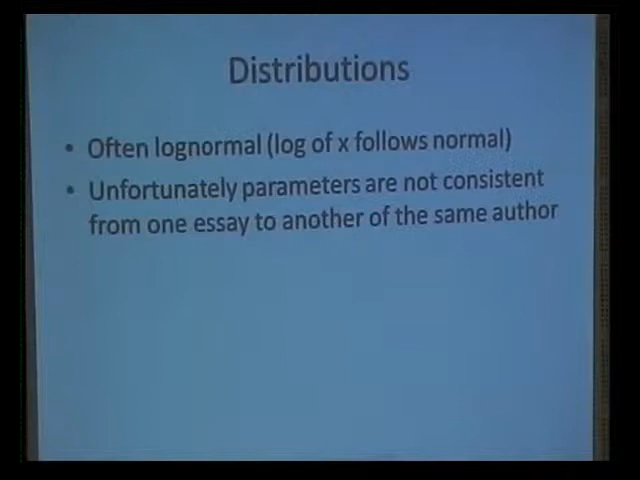 Distributions
• Often lognormal (log of x follows normal)
• Unfortunately parameters are not consistent
from one essay to another of the same author